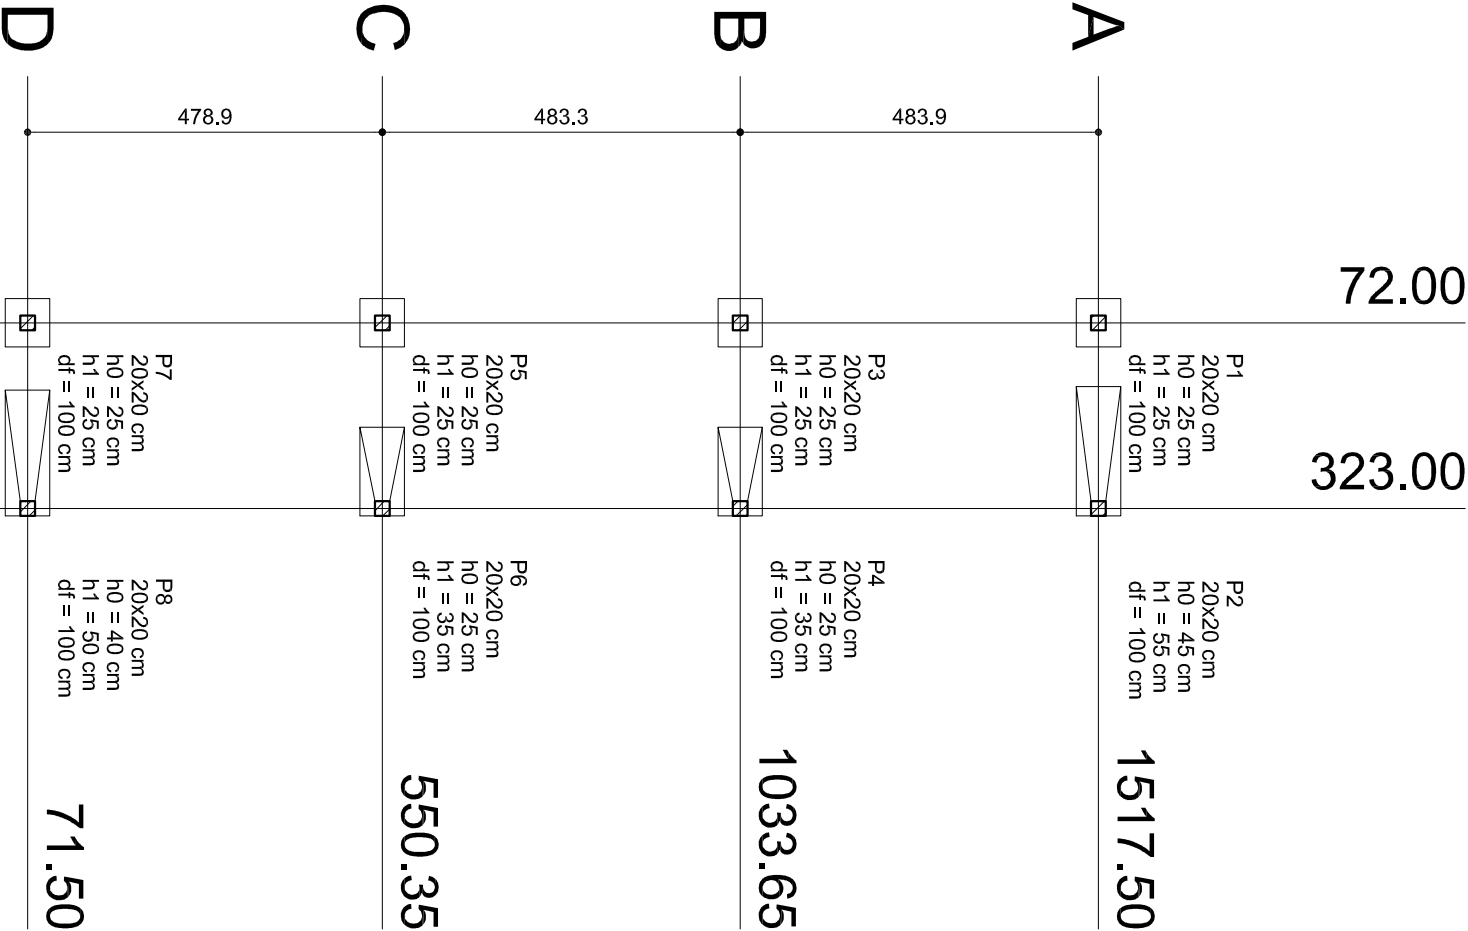 D
C
B
A
478.9
483.3
483.9
72.00
P7
20x20 cm
h0 = 25 cm
h1 = 25 cm
df = 100 cm
P5
20x20 cm
h0 = 25 cm
h1 = 25 cm
df = 100 cm
P3
20x20 cm
h0 = 25 cm
h1 = 25 cm
df = 100 cm
P1
20x20 cm
h0 = 25 cm
h1 = 25 cm
df = 100 cm
323.00
P8
20x20 cm
h0 = 40 cm
h1 = 50 cm
df = 100 cm
P6
20x20 cm
h0 = 25 cm
h1 = 35 cm
df = 100 cm
P4
20x20 cm
h0 = 25 cm
h1 = 35 cm
df = 100 cm
P2
20x20 cm
h0 = 45 cm
h1 = 55 cm
df = 100 cm
71.50
550.35
1033.65
1517.50